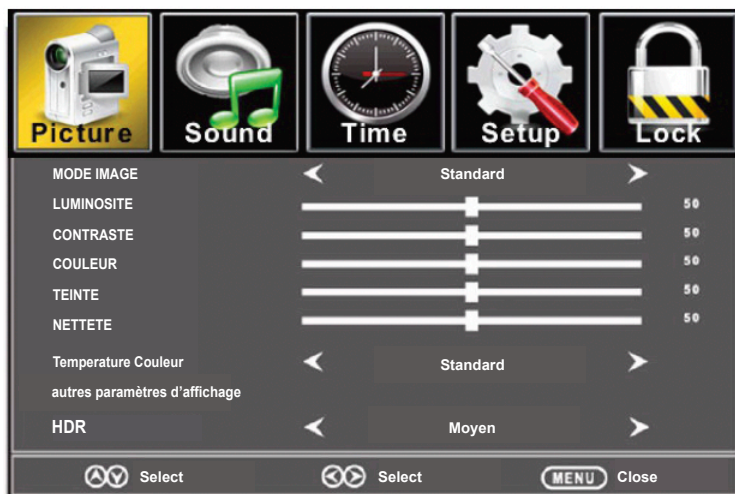 Picture Sound Time Setup Lock
MODE IMAGE Standard
LUMINOSITE 50
CONTRASTE 50
COULEUR 50
TEINTE 50
NETTETE 50
Temperature Couleur Standard
autres paramètres d’affichage
HDR Moyen
Select Select MENU Close